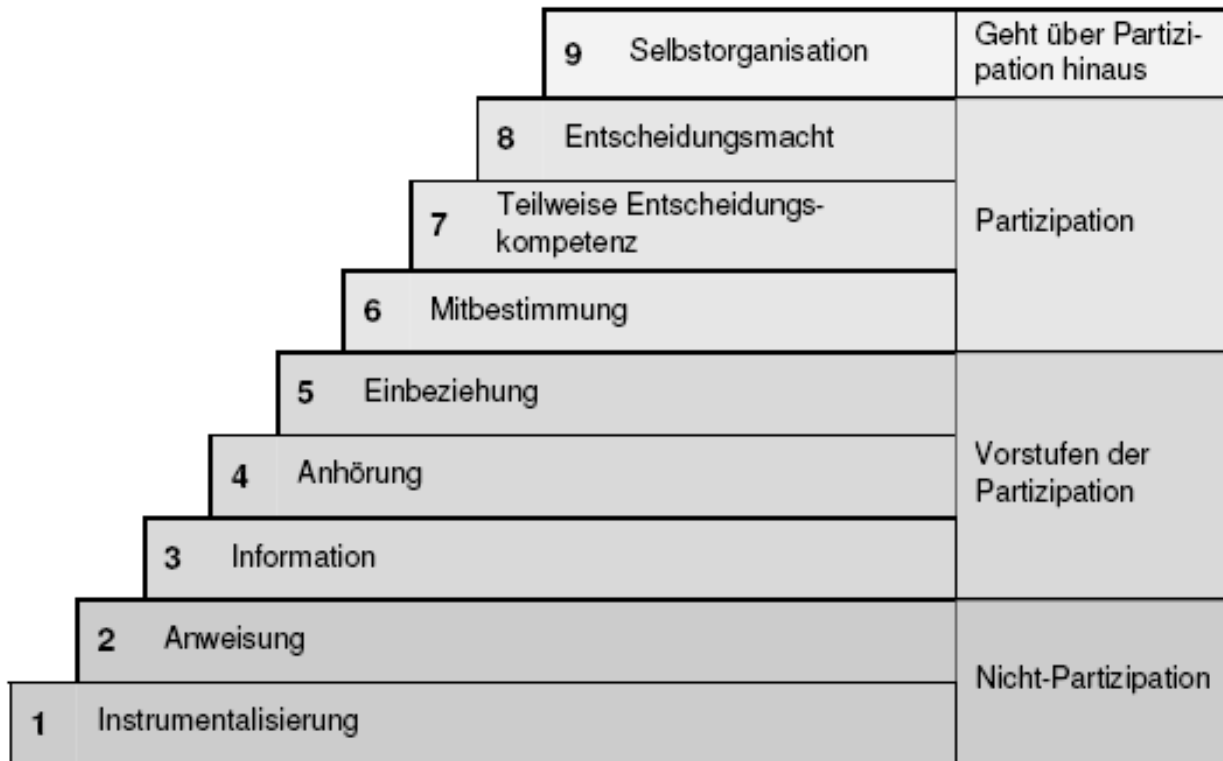 9 Selbstorganisation
Geht über Partizi-
pation hinaus
8 Entscheidungsmacht
7 Teilweise Entscheidungs-
kompetenz
6 Mitbestimmung
Partizipation
5 Einbeziehung
4 Anhörung
3 Information
Vorstufen der
Partizipation
2 Anweisung
1 Instrumentalisierung
Nicht-Partizipation